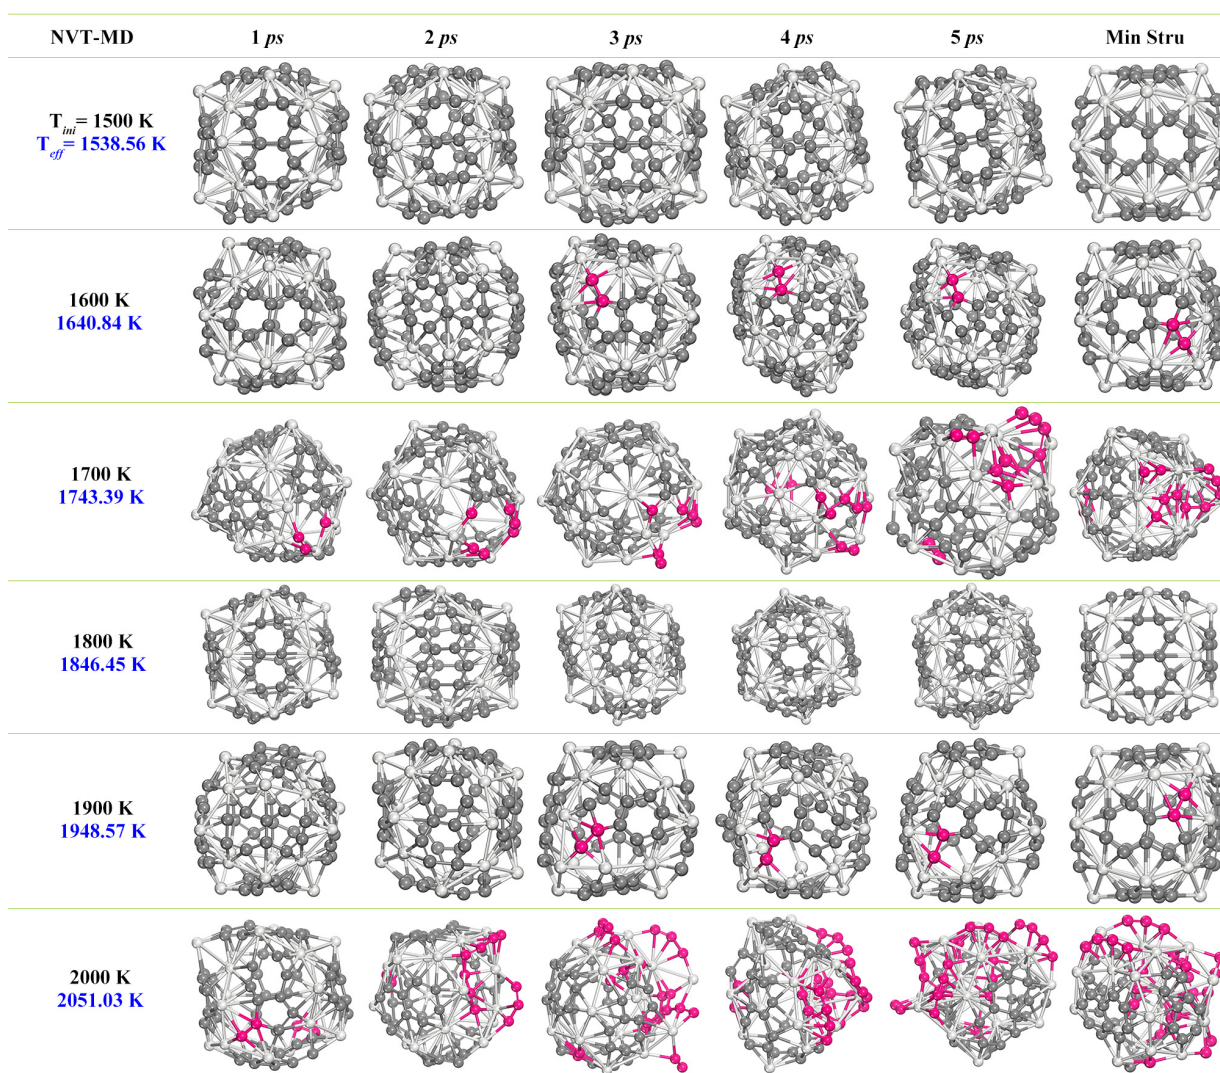 NVT-MD 1 ps 2 ps 3 ps 4 ps 5 ps Min Stru
T_ini= 1500 K
T_eff= 1538.56 K
1600 K
1640.84 K
1700 K
1743.39 K
1800 K
1846.45 K
1900 K
1948.57 K
2000 K
2051.03 K